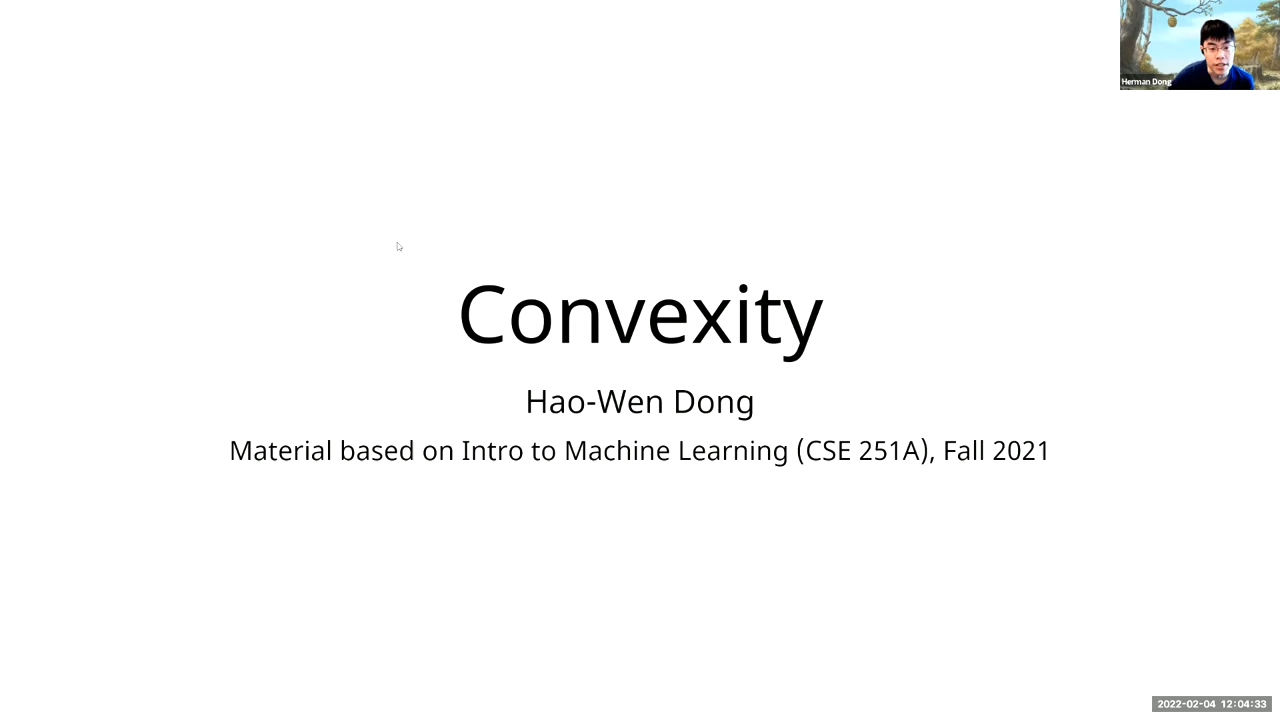 Herman Dong
Convexity
Hao-Wen Dong
Material based on Intro to Machine Learning (CSE 251A), Fall 2021
2022-02-04 12:04:33